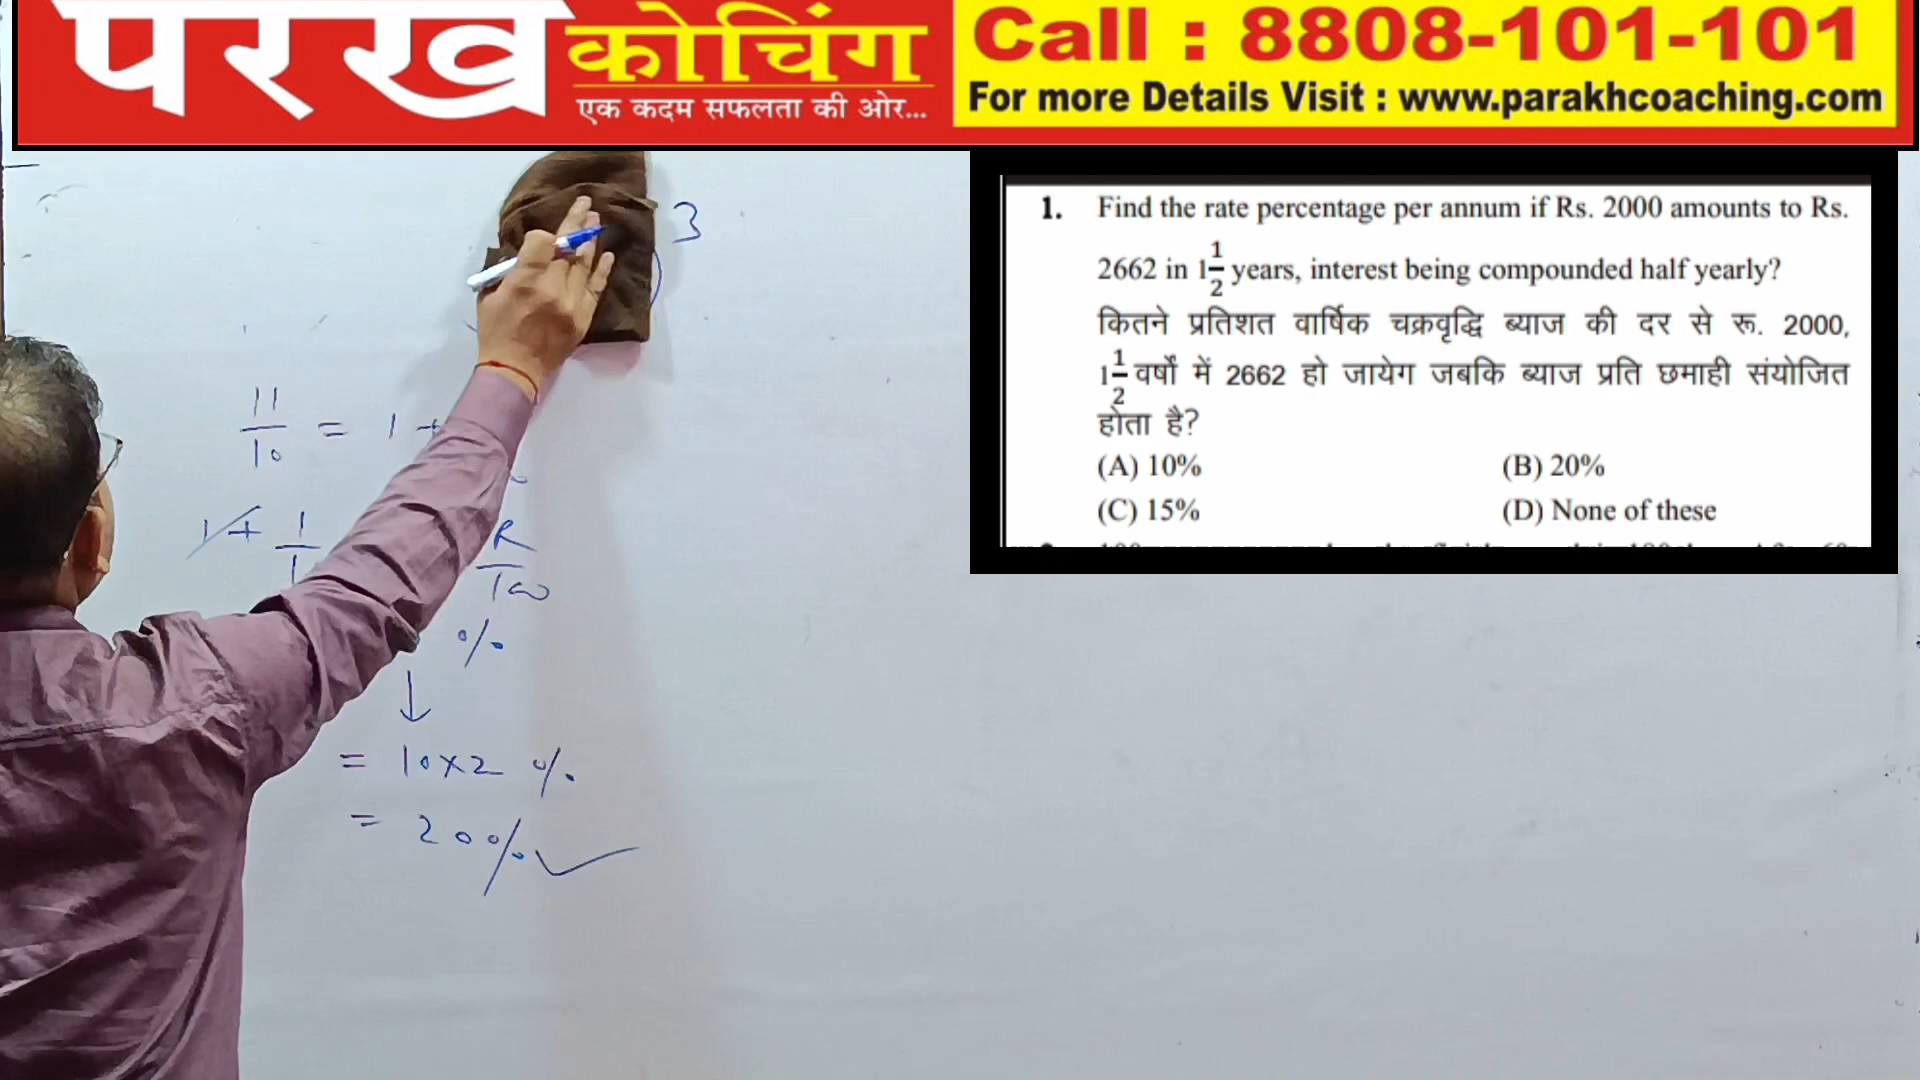 परख कोचिंग
एक कदम सफलता की ओर...
Call : 8808-101-101
For more Details Visit : www.parakhcoaching.com
3
11/10 = 1 +
1 + 1/1
R/100
%
↓
= 10×2 %
= 20% ✓
1. Find the rate percentage per annum if Rs. 2000 amounts to Rs.
2662 in 1 1/2 years, interest being compounded half yearly?
कितने प्रतिशत वार्षिक चक्रवृद्धि ब्याज की दर से रू. 2000,
1 1/2 वर्षों में 2662 हो जायेग जबकि ब्याज प्रति छमाही संयोजित
होता है?
(A) 10% (B) 20%
(C) 15% (D) None of these